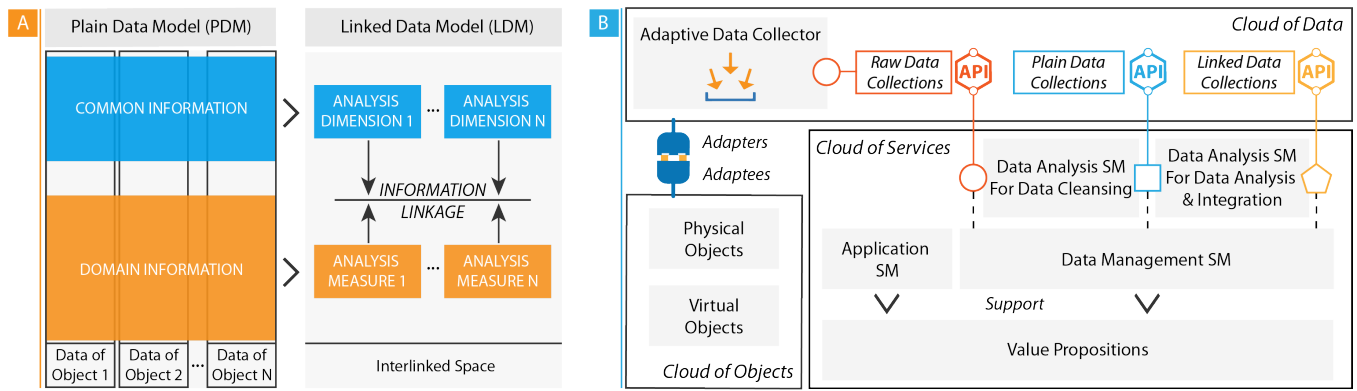 A
Plain Data Model (PDM)
Linked Data Model (LDM)
COMMON INFORMATION
ANALYSIS
DIMENSION 1
...
ANALYSIS
DIMENSION N
INFORMATION
LINKAGE
DOMAIN INFORMATION
ANALYSIS
MEASURE 1
...
ANALYSIS
MEASURE N
Data of
Object 1
Data of
Object 2
...
Data of
Object N
Interlinked Space
B
Cloud of Data
Adaptive Data Collector
Raw Data
Collections
API
Plain Data
Collections
API
Linked Data
Collections
API
Adapters
Adaptees
Cloud of Services
Data Analysis SM
For Data Cleansing
Data Analysis SM
For Data Analysis
& Integration
Physical
Objects
Virtual
Objects
Cloud of Objects
Application
SM
Data Management SM
Support
Value Propositions